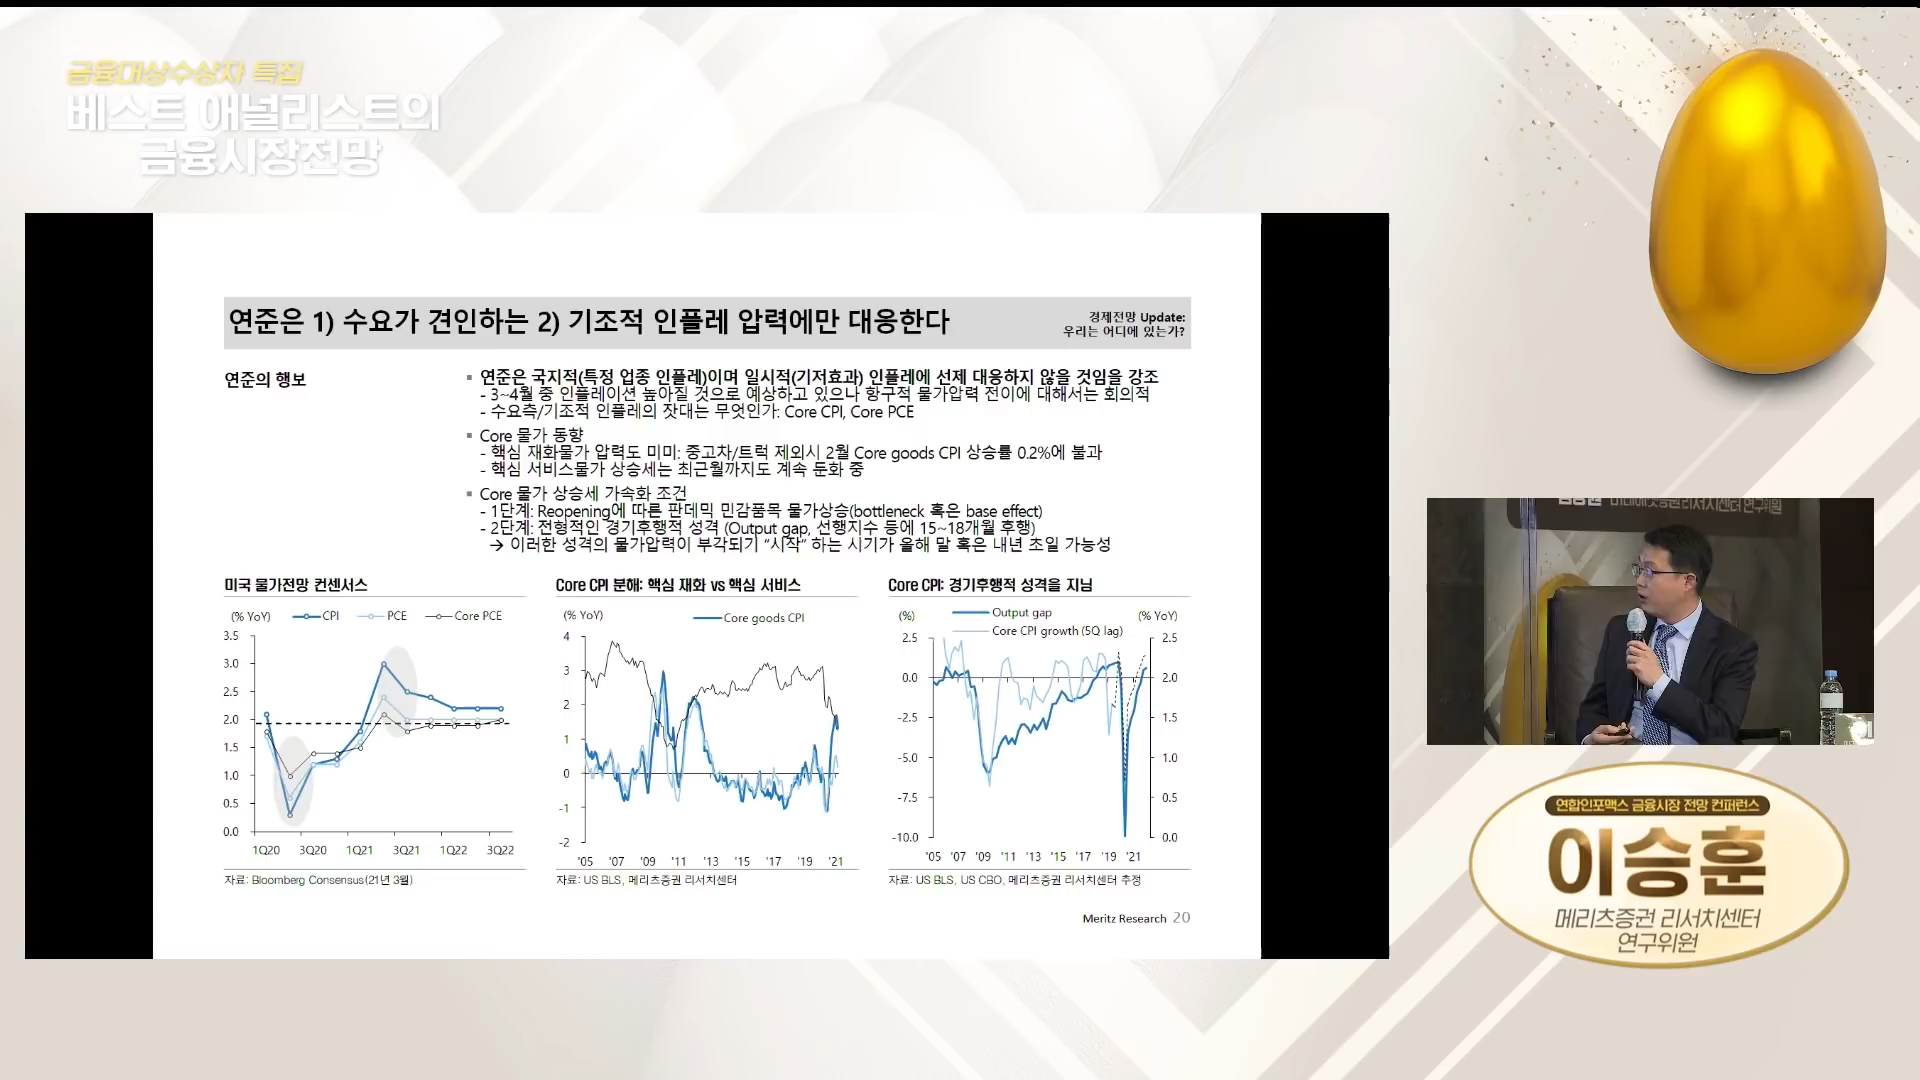 금융대상수상자 특집
베스트 애널리스트의
금융시장전망
연준은 1) 수요가 견인하는 2) 기조적 인플레 압력에만 대응한다
경제전망 Update:
우리는 어디에 있는가?
연준의 행보
▪ 연준은 국지적(특정 업종 인플레)이며 일시적(기저효과) 인플레에 선제 대응하지 않을 것임을 강조
- 3~4월 중 인플레이션 높아질 것으로 예상하고 있으나 항구적 물가압력 전이에 대해서는 회의적
- 수요측/기조적 인플레의 잣대는 무엇인가: Core CPI, Core PCE
▪ Core 물가 동향
- 핵심 재화물가 압력도 미미: 중고차/트럭 제외시 2월 Core goods CPI 상승률 0.2%에 불과
- 핵심 서비스물가 상승세는 최근월까지도 계속 둔화 중
▪ Core 물가 상승세 가속화 조건
- 1단계: Reopening에 따른 판데믹 민감품목 물가상승(bottleneck 혹은 base effect)
- 2단계: 전형적인 경기후행적 성격 (Output gap, 선행지수 등에 15~18개월 후행)
→ 이러한 성격의 물가압력이 부각되기 “시작” 하는 시기가 올해 말 혹은 내년 초일 가능성
미국 물가전망 컨센서스
(% YoY) CPI PCE Core PCE
3.5
3.0
2.5
2.0
1.5
1.0
0.5
0.0
1Q20 3Q20 1Q21 3Q21 1Q22 3Q22
자료: Bloomberg Consensus(21년 3월)
Core CPI 분해: 핵심 재화 vs 핵심 서비스
(% YoY) Core goods CPI
4
3
2
1
0
-1
-2
'05 '07 '09 '11 '13 '15 '17 '19 '21
자료: US BLS, 메리츠증권 리서치센터
Core CPI: 경기후행적 성격을 지님
(%) Output gap (% YoY)
Core CPI growth (5Q lag)
2.5 2.5
0.0 2.0
-2.5 1.5
-5.0 1.0
-7.5 0.5
-10.0 0.0
'05 '07 '09 '11 '13 '15 '17 '19 '21
자료: US BLS, US CBO, 메리츠증권 리서치센터 추정
Meritz Research 20
연합인포맥스 금융시장 전망 컨퍼런스
이승훈
메리츠증권 리서치센터
연구위원